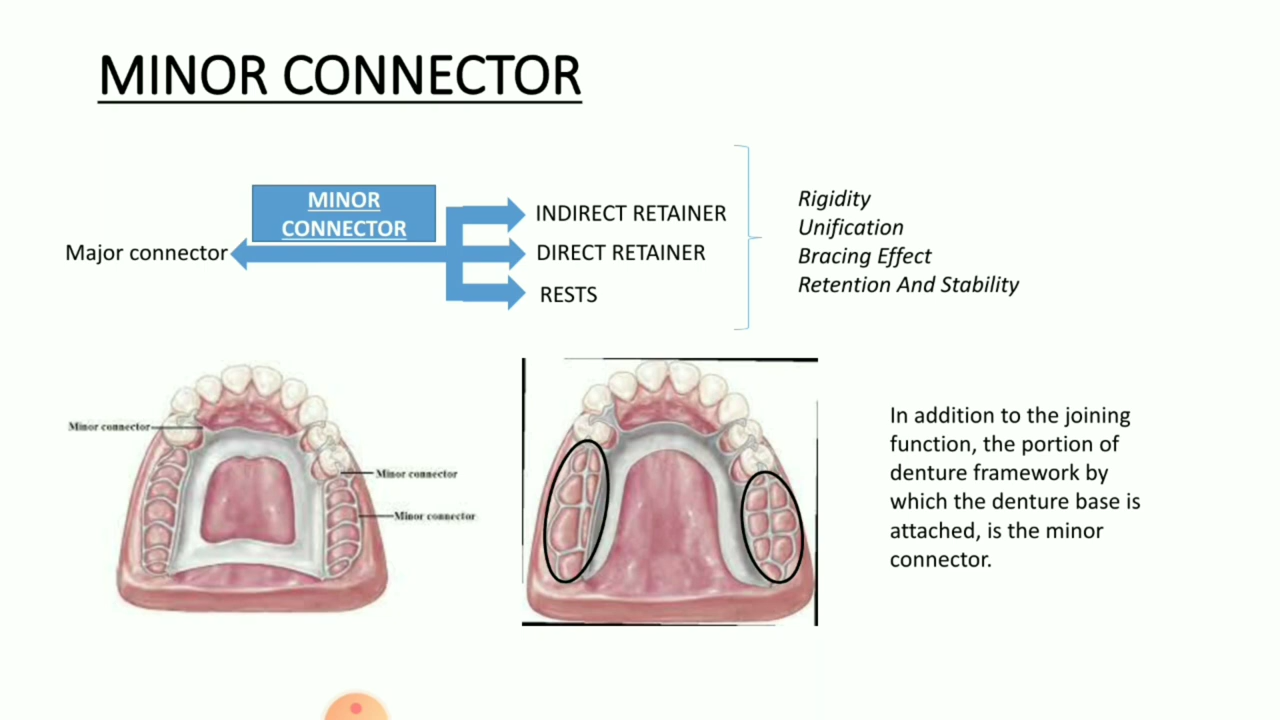 MINOR CONNECTOR
MINOR
CONNECTOR
Major connector
INDIRECT RETAINER
DIRECT RETAINER
RESTS
Rigidity
Unification
Bracing Effect
Retention And Stability
Minor connector
Minor connector
Minor connector
In addition to the joining
function, the portion of
denture framework by
which the denture base is
attached, is the minor
connector.